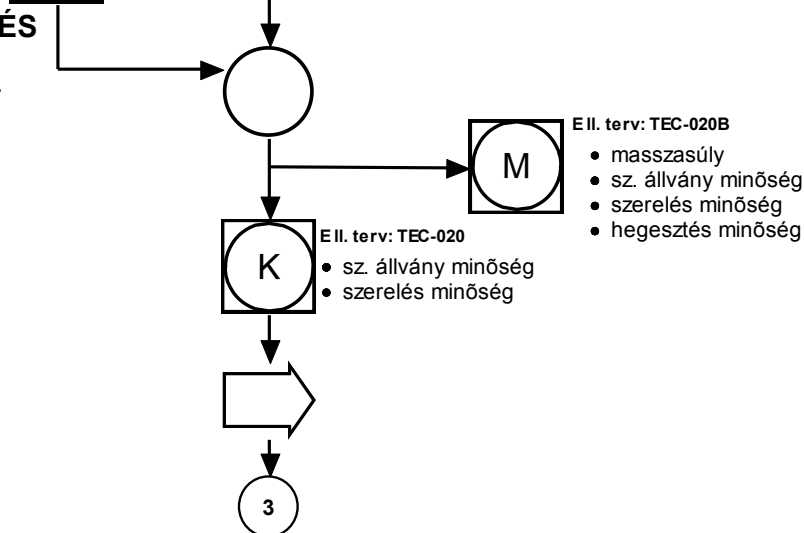 ÉS
Ell. terv: TEC-020B
M
• masszasúly
• sz. állvány minõség
• szerelés minõség
• hegesztés minõség
Ell. terv: TEC-020
K
• sz. állvány minõség
• szerelés minõség
3